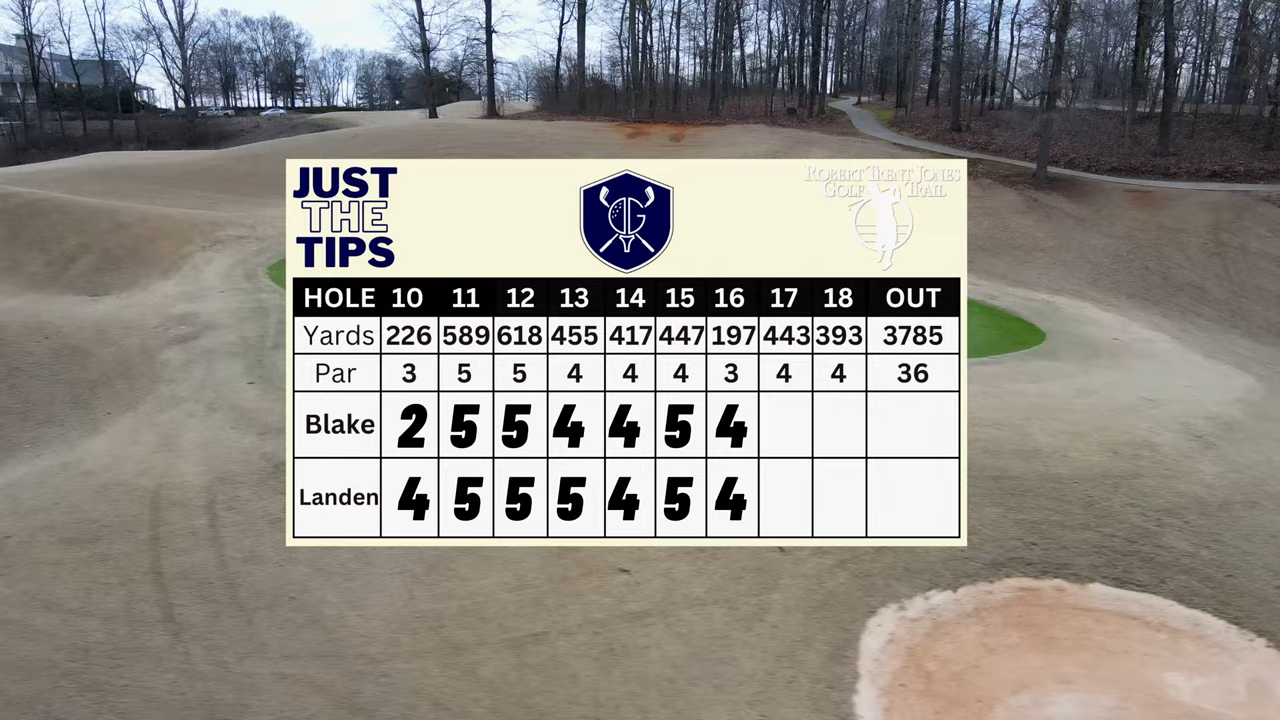 JUST
THE
TIPS
G
ROBERT TRENT JONES
GOLF TRAIL
HOLE 10 11 12 13 14 15 16 17 18 OUT
Yards 226 589 618 455 417 447 197 443 393 3785
Par 3 5 5 4 4 4 3 4 4 36
Blake 2 5 5 4 4 5 4
Landen 4 5 5 5 4 5 4